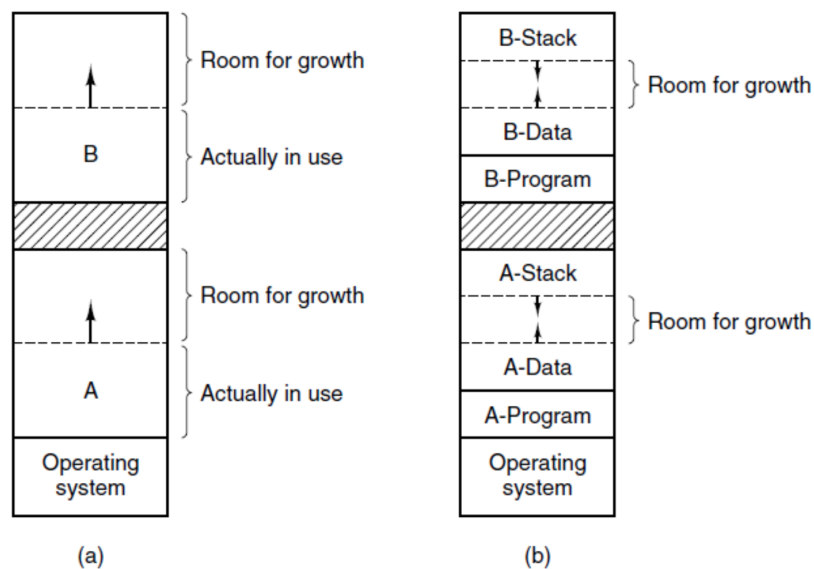 Room for growth
B
Actually in use
Room for growth
A
Actually in use
Operating
system
(a)
B-Stack
Room for growth
B-Data
B-Program
A-Stack
Room for growth
A-Data
A-Program
Operating
system
(b)